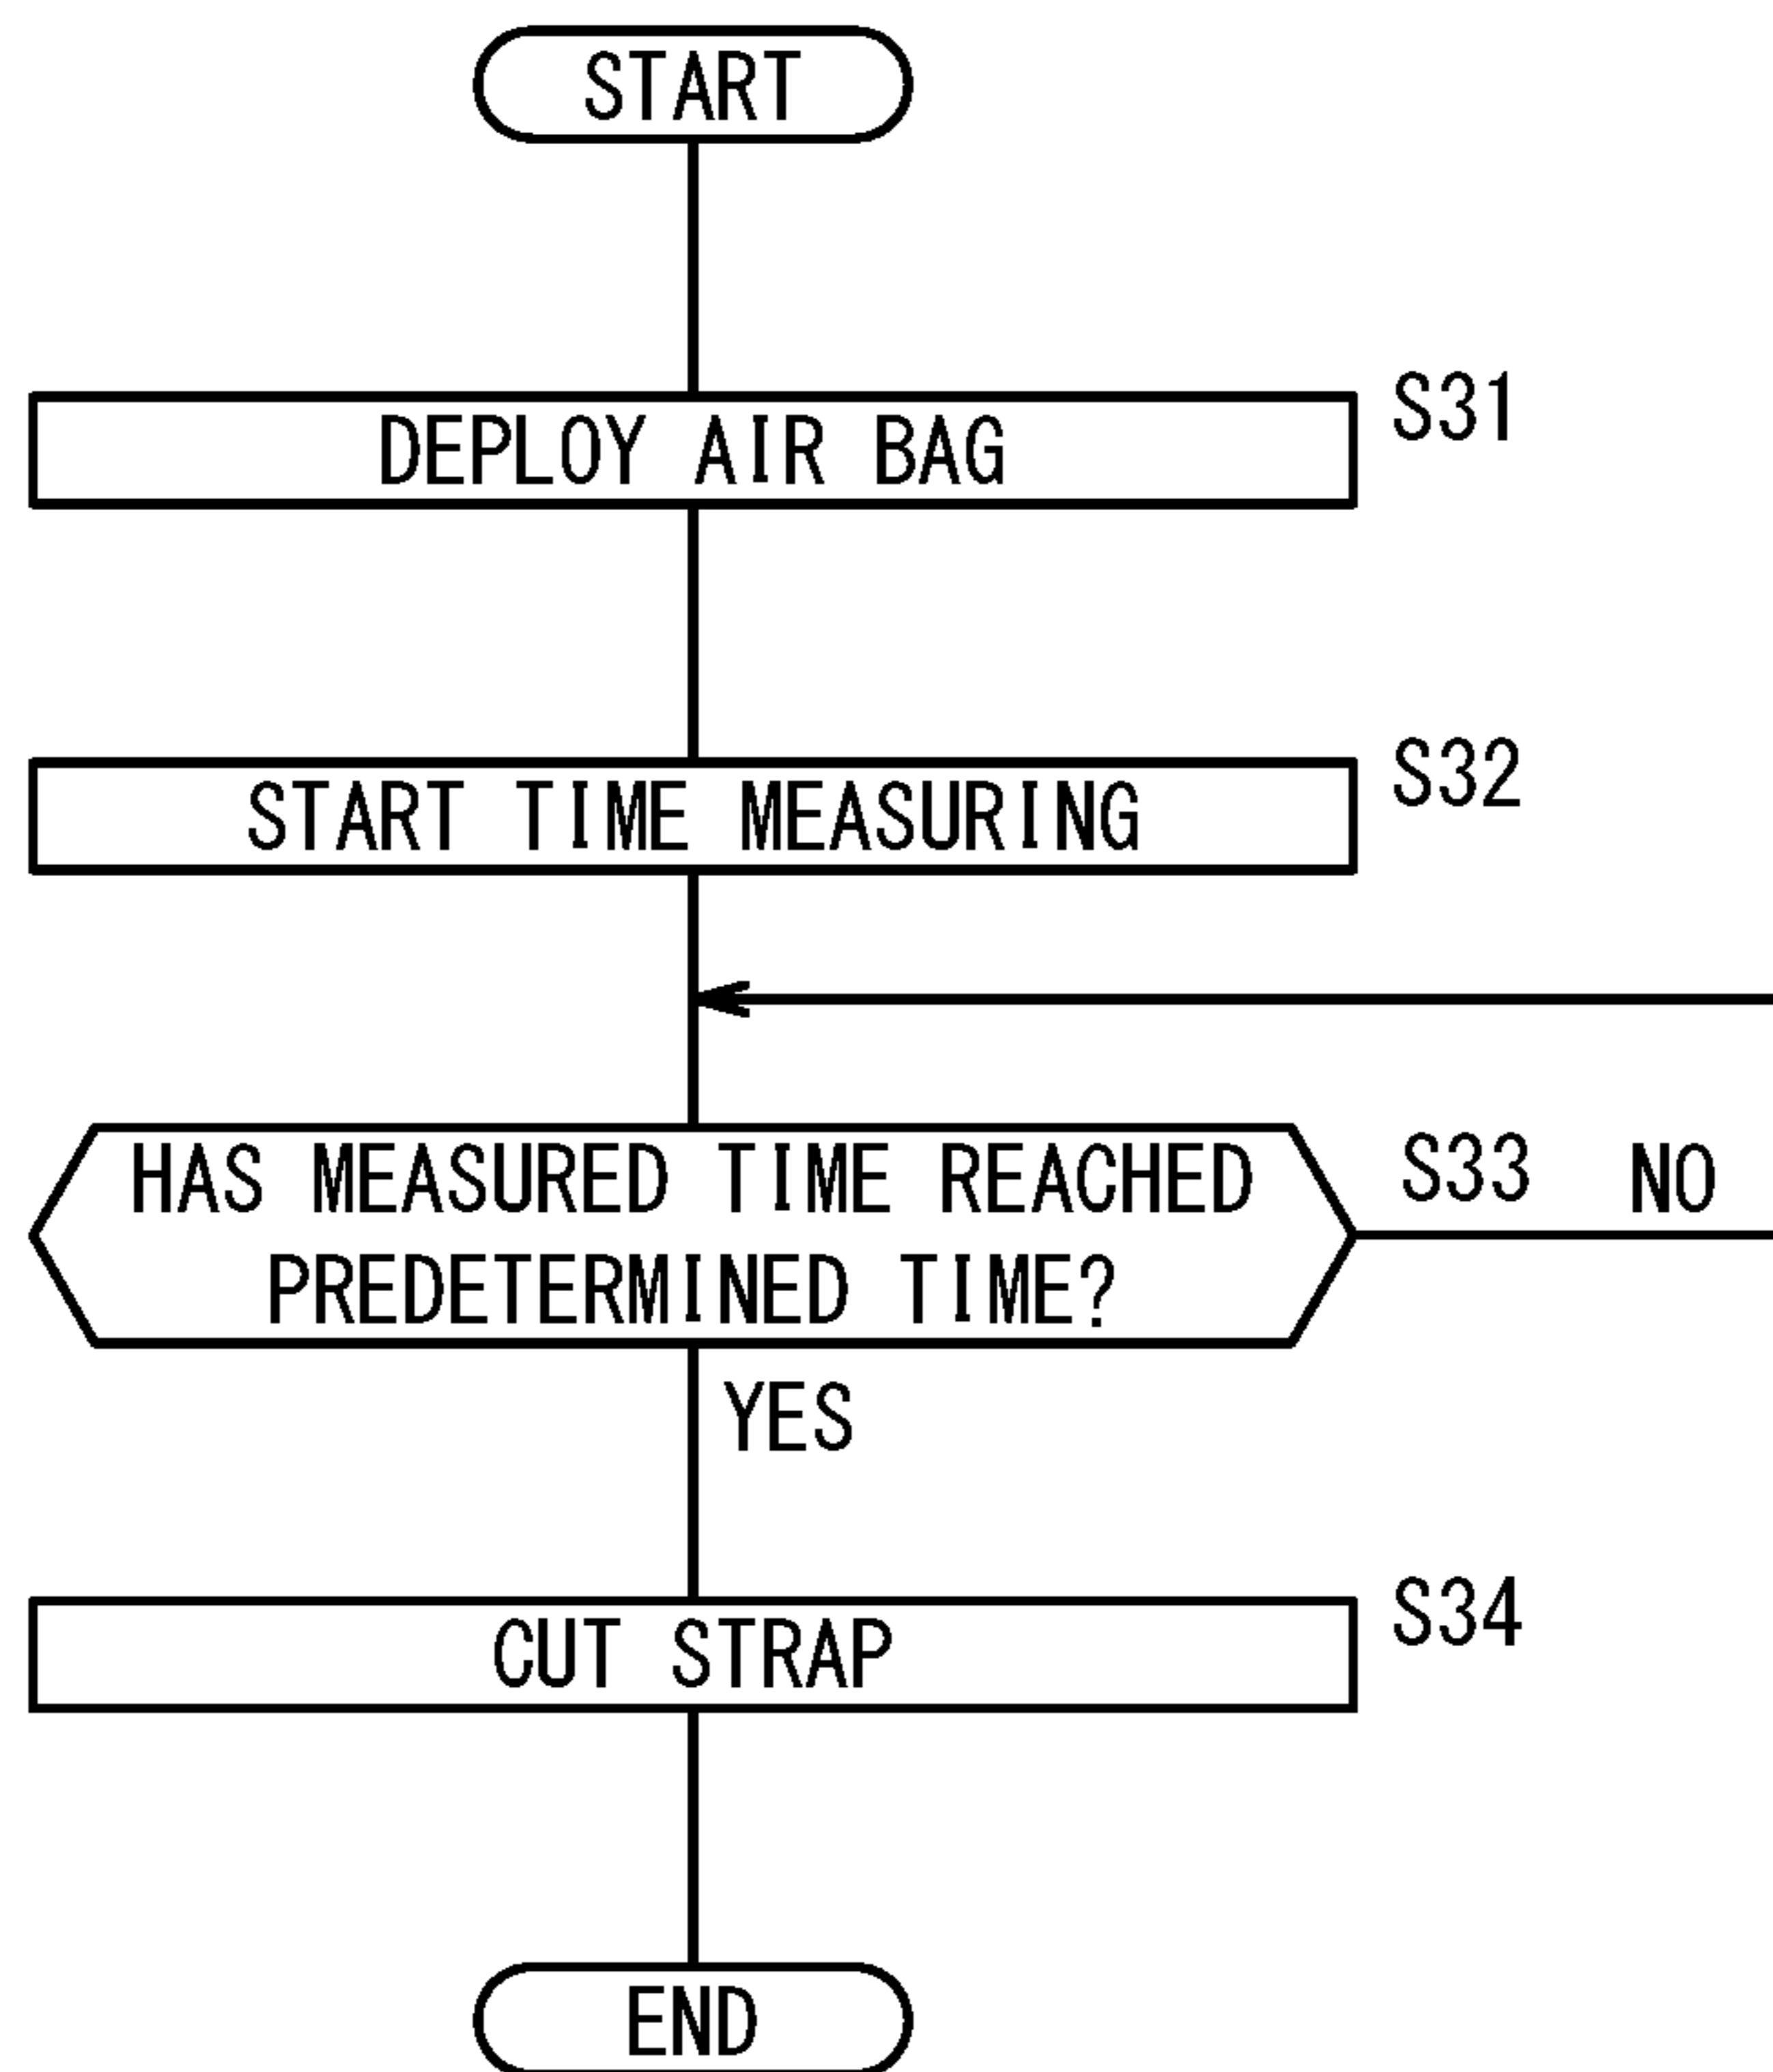 START
S31
DEPLOY AIR BAG
S32
START TIME MEASURING
HAS MEASURED TIME REACHED
PREDETERMINED TIME?
S33
NO
YES
S34
CUT STRAP
END